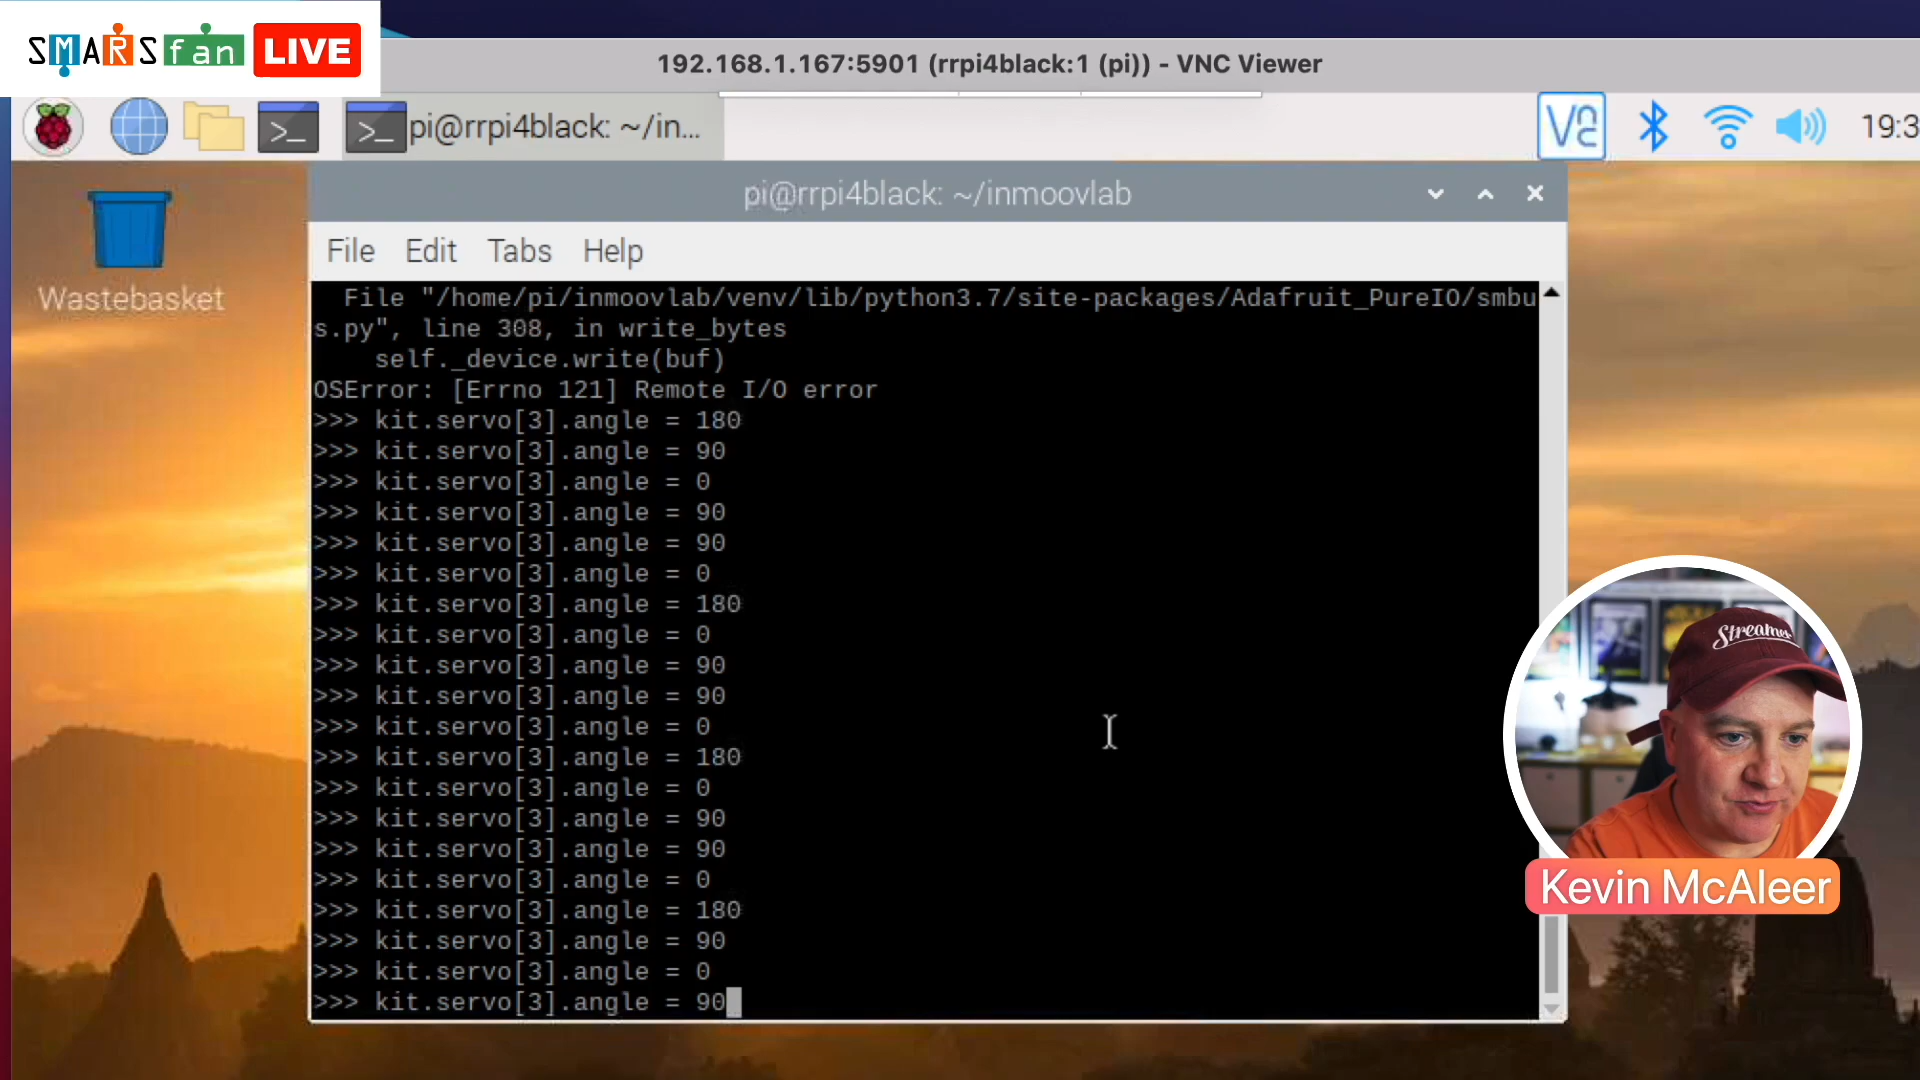 SMARSfan LIVE
192.168.1.167:5901 (rrpi4black:1 (pi)) - VNC Viewer
>_ >_ pi@rrpi4black: ~/in... V2 19:3
pi@rrpi4black: ~/inmoovlab
File Edit Tabs Help
Wastebasket
File "/home/pi/inmoovlab/venv/lib/python3.7/site-packages/Adafruit_PureIO/smbu
s.py", line 308, in write_bytes
self._device.write(buf)
OSError: [Errno 121] Remote I/O error
>>> kit.servo[3].angle = 180
>>> kit.servo[3].angle = 90
>>> kit.servo[3].angle = 0
>>> kit.servo[3].angle = 90
>>> kit.servo[3].angle = 90
>>> kit.servo[3].angle = 0
>>> kit.servo[3].angle = 180
>>> kit.servo[3].angle = 0
>>> kit.servo[3].angle = 90
>>> kit.servo[3].angle = 90
>>> kit.servo[3].angle = 0
>>> kit.servo[3].angle = 180
>>> kit.servo[3].angle = 0
>>> kit.servo[3].angle = 90
>>> kit.servo[3].angle = 90
>>> kit.servo[3].angle = 0
>>> kit.servo[3].angle = 180
>>> kit.servo[3].angle = 90
>>> kit.servo[3].angle = 0
>>> kit.servo[3].angle = 90
Streamer
Kevin McAleer